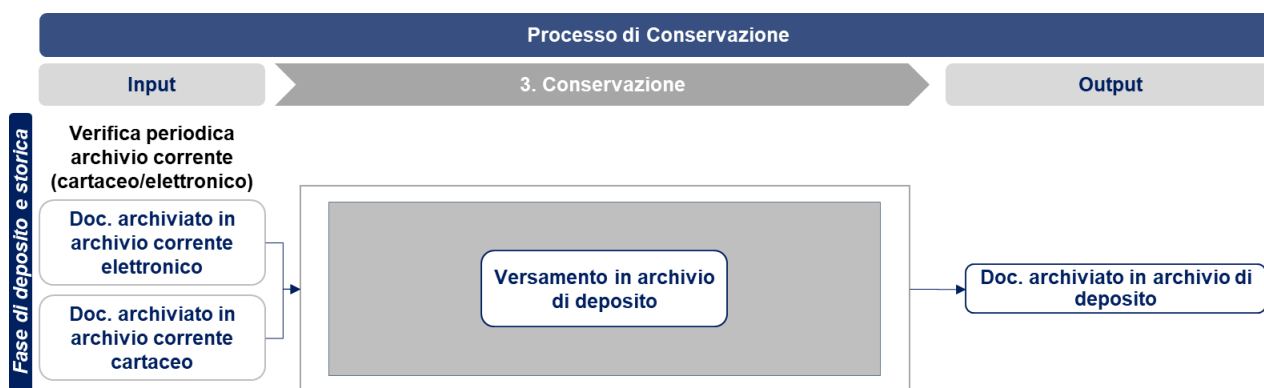 Processo di Conservazione
Input
3. Conservazione
Output
Fase di deposito e storica
Verifica periodica
archivio corrente
(cartaceo/elettronico)
Doc. archiviato in
archivio corrente
elettronico
Doc. archiviato in
archivio corrente
cartaceo
Versamento in archivio
di deposito
Doc. archiviato in archivio di
deposito